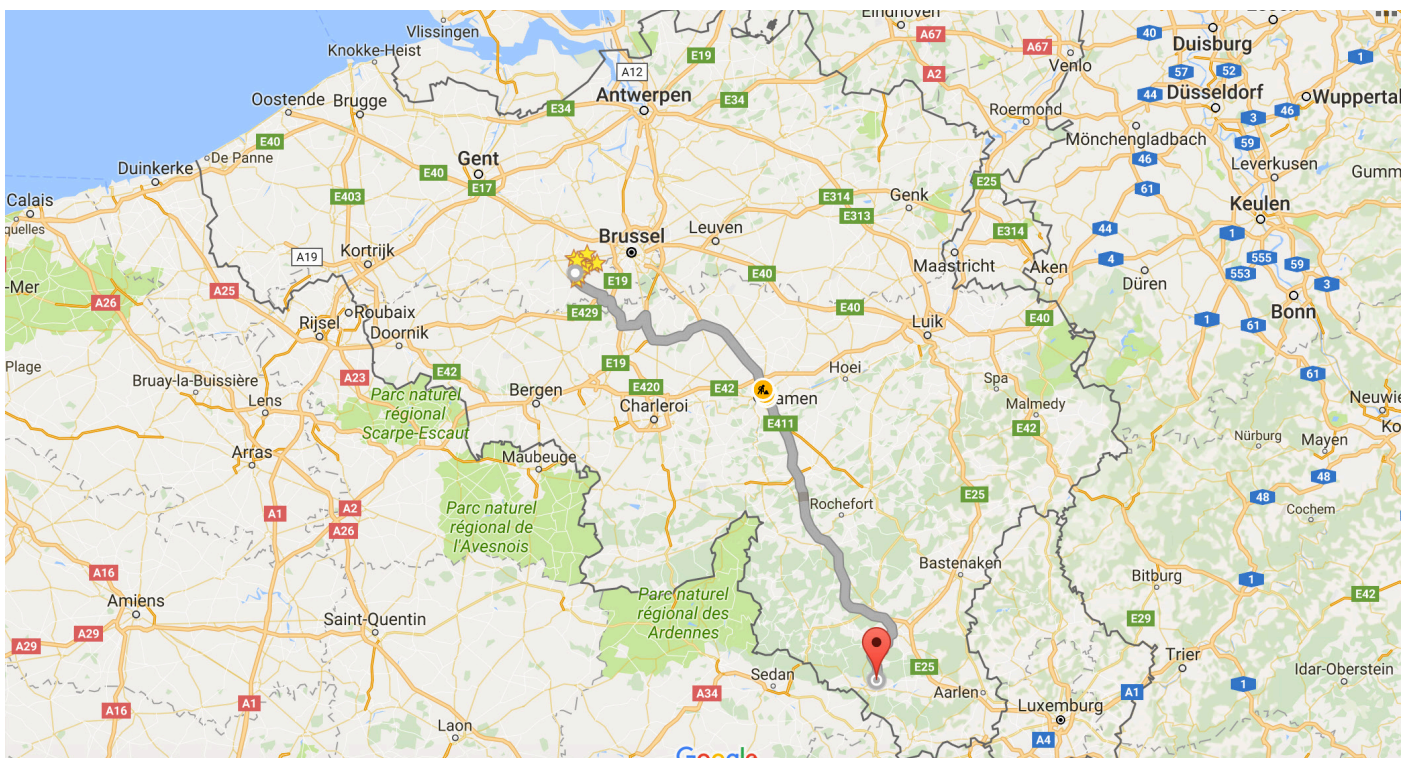 Eindhoven
Vlissingen
A67
40
Duisburg
Knokke-Heist
E19
A67
1
A12
A2
Venlo
57
52
Oostende
Brugge
Antwerpen
E34
E34
44
Düsseldorf
Roermond
46
Wuppertal
3
E40
Mönchengladbach
59
Duinkerke
De Panne
Gent
E40
E17
46
Leverkusen
Gumm
E25
61
Calais
E403
E314
Genk
Keulen
quelles
E313
Kortrijk
Brussel
Leuven
E314
44
1
A19
Maastricht
Aken
4
555
59
-Mer
E19
E40
553
Düren
3
A26
A25
E40
Roubaix
E429
Luik
E40
1
61
Bonn
Rijsel
Doornik
Plage
E19
Hoei
E42
61
Bruay-la-Buissière
A23
Bergen
E420
E42
Spa
Neuwie
Lens
Parc naturel
régional
Scarpe-Escaut
Charleroi
amen
Malmedy
E411
E42
Ko
Nürburg
Mayen
Arras
Maubeuge
48
E25
48
Parc naturel
régional de
l'Avesnois
Rochefort
A1
A2
Cochem
A26
A16
Bastenaken
Bitburg
1
Amiens
Parc naturel
régional des
Ardennes
E42
Saint-Quentin
E29
A29
A29
Trier
Sedan
E25
Idar-Oberstein
A34
Aarlen
A1
1
A16
A1
Luxemburg
Laon
A4
Google